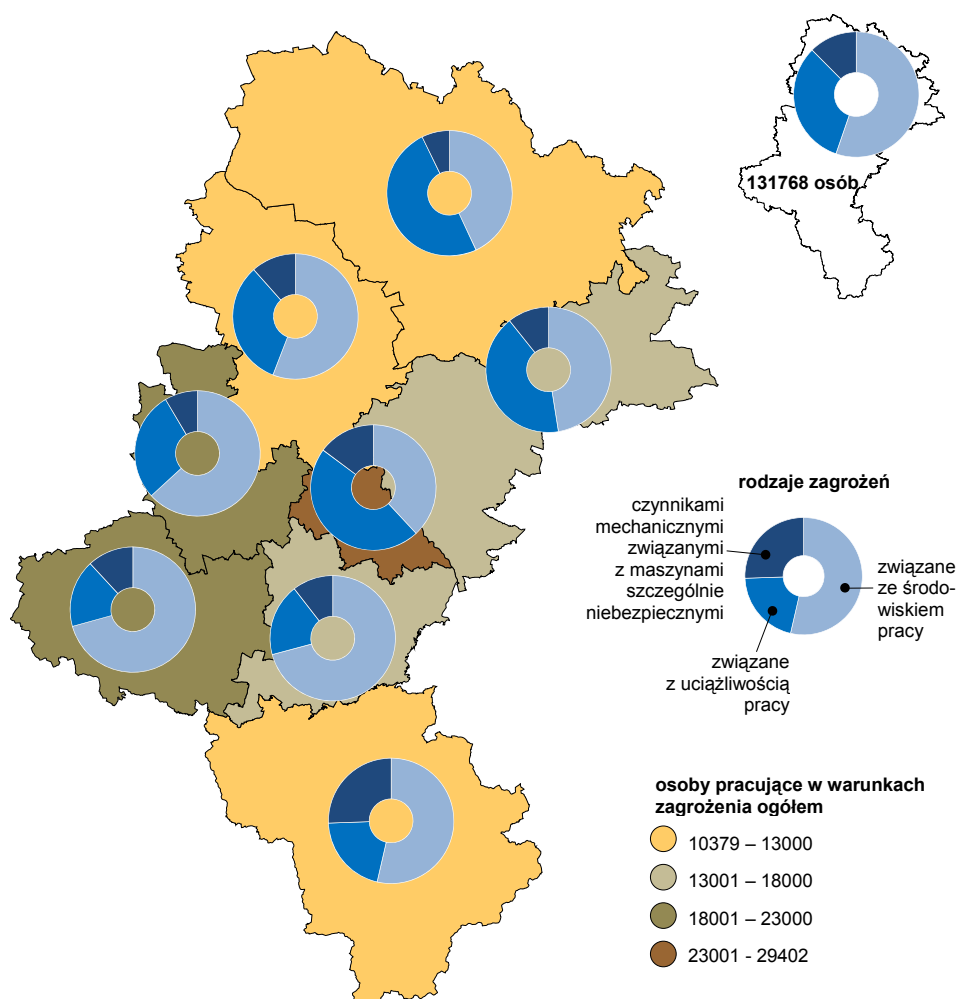 131768 osób
rodzaje zagrożeń
czynnikami
mechanicznymi
związanymi
z maszynami
szczególnie
niebezpiecznymi
związane
ze środo-
wiskiem
pracy
związane
z uciążliwością
pracy
osoby pracujące w warunkach
zagrożenia ogółem
10379 – 13000
13001 – 18000
18001 – 23000
23001 - 29402